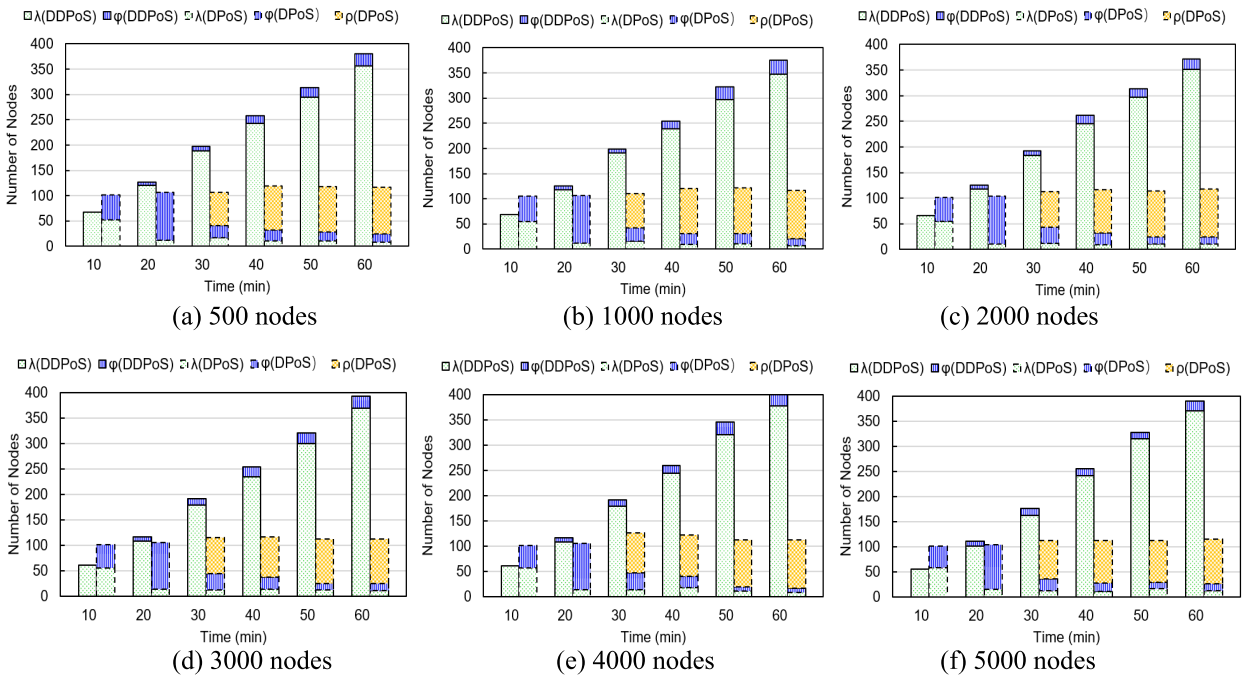 λ(DDPoS) φ(DDPoS) λ(DPoS) φ(DPoS) ρ(DPoS)
400
350
300
250
200
150
100
50
0
Number of Nodes
10 20 30 40 50 60
Time (min)
(a) 500 nodes
λ(DDPoS) φ(DDPoS) λ(DPoS) φ(DPoS) ρ(DPoS)
400
350
300
250
200
150
100
50
0
Number of Nodes
10 20 30 40 50 60
Time (min)
(b) 1000 nodes
λ(DDPoS) φ(DDPoS) λ(DPoS) φ(DPoS) ρ(DPoS)
400
350
300
250
200
150
100
50
0
Number of Nodes
10 20 30 40 50 60
Time (min)
(c) 2000 nodes
λ(DDPoS) φ(DDPoS) λ(DPoS) φ(DPoS) ρ(DPoS)
400
350
300
250
200
150
100
50
0
Number of Nodes
10 20 30 40 50 60
Time (min)
(d) 3000 nodes
λ(DDPoS) φ(DDPoS) λ(DPoS) φ(DPoS) ρ(DPoS)
400
350
300
250
200
150
100
50
0
Number of Nodes
10 20 30 40 50 60
Time (min)
(e) 4000 nodes
λ(DDPoS) φ(DDPoS) λ(DPoS) φ(DPoS) ρ(DPoS)
400
350
300
250
200
150
100
50
0
Number of Nodes
10 20 30 40 50 60
Time (min)
(f) 5000 nodes